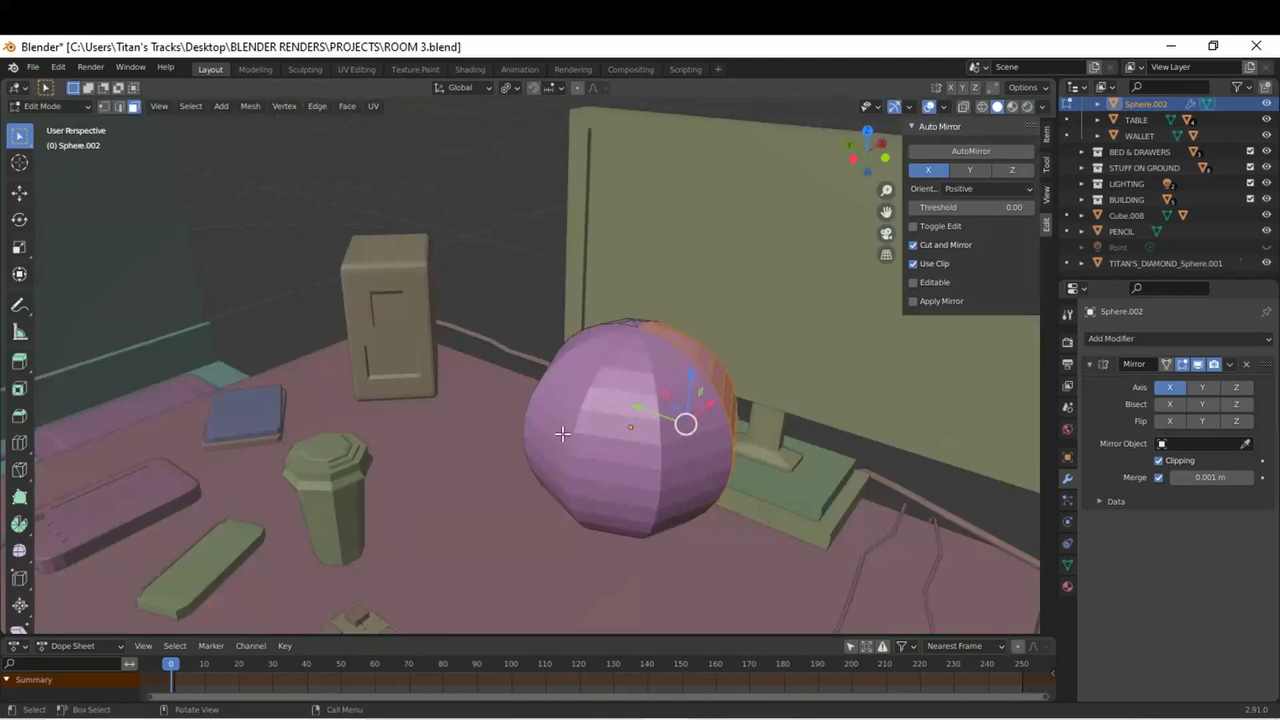 Blender* [C:\Users\Titan's Tracks\Desktop\BLENDER RENDERS\PROJECTS\ROOM 3.blend]
File Edit Render Window Help Layout Modeling Sculpting UV Editing Texture Paint Shading Animation Rendering Compositing Scripting + Scene View Layer
Global X Y Z Options
Edit Mode View Select Add Mesh Vertex Edge Face UV
User Perspective
(0) Sphere.002
Auto Mirror
AutoMirror
X Y Z
Orient.. Positive
Threshold 0.00
Toggle Edit
Cut and Mirror
Use Clip
Editable
Apply Mirror
Item
Tool
View
Edit
Sphere.002
TABLE
WALLET
BED & DRAWERS
STUFF ON GROUND
LIGHTING
BUILDING
Cube.008
PENCIL
Point
TITAN'S_DIAMOND_Sphere.001
Sphere.002
Add Modifier
Mirror
Axis X Y Z
Bisect X Y Z
Flip X Y Z
Mirror Object
Clipping
Merge 0.001 m
Data
Dope Sheet View Select Marker Channel Key Nearest Frame
0 10 20 30 40 50 60 70 80 90 100 110 120 130 140 150 160 170 180 190 200 210 220 230 240 250
Summary
Select Box Select Rotate View Call Menu 2.91.0